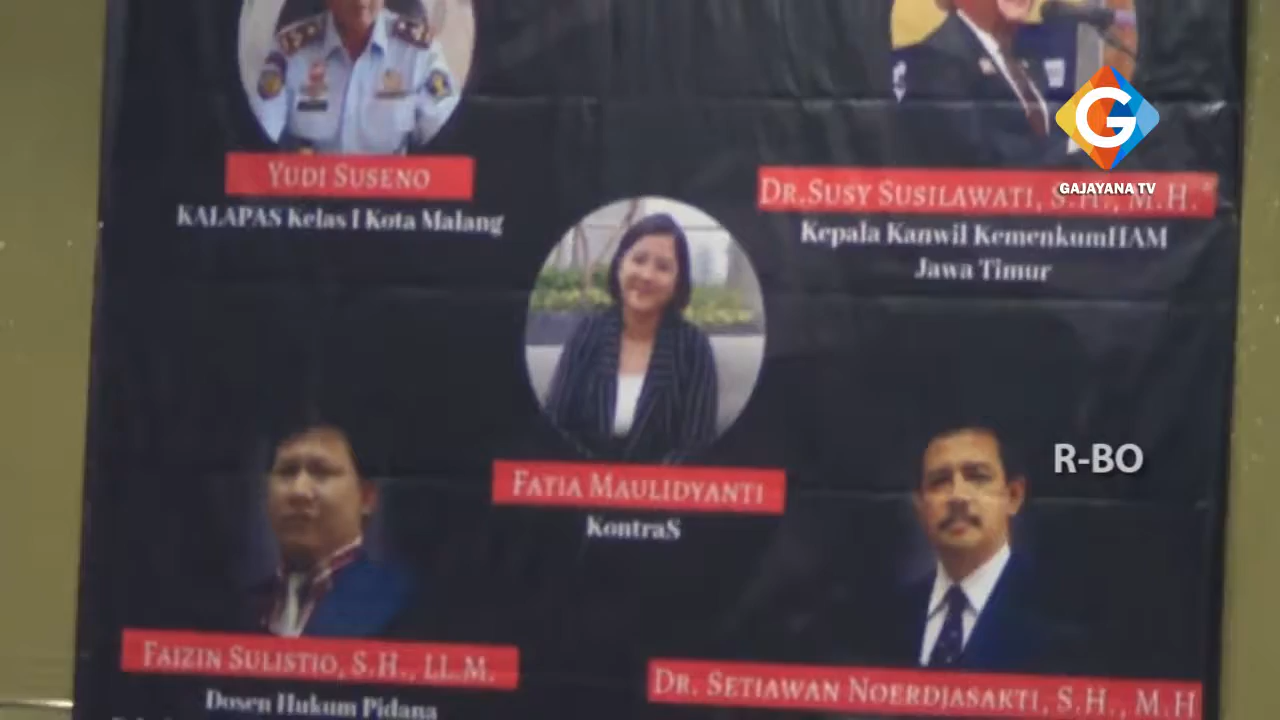 G
GAJAYANA TV
YUDI SUSENO
KALAPAS Kelas I Kota Malang
DR.SUSY SUSILAWATI, S.H., M.H.
Kepala Kanwil KemenkumHAM
Jawa Timur
FATIA MAULIDYANTI
KontraS
R-BO
FAIZIN SULISTIO, S.H., LL.M.
Dosen Hukum Pidana
DR. SETIAWAN NOERDJASAKTI, S.H., M.H